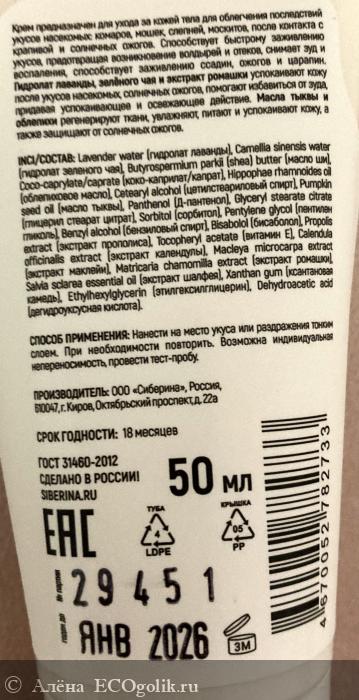 Крем предназначен для ухода за кожей тела для облегчения последствий
укусов насекомых: комаров, мошек, слепней, москитов, после контакта с
крапивой и солнечных ожогов. Способствует быстрому заживлению
укусов, предотвращая возникновение волдырей и отеков, снимает зуд и
воспаления, способствует заживлению ссадин, ожогов и царапин.
Гидролат лаванды, зелёного чая и экстракт ромашки успокаивают кожу
после укусов насекомых, солнечных ожогов, помогают избавиться от зуда,
придавая успокаивающее и освежающее действие. Масла тыквы и
облепихи регенерируют ткани, увлажняют, питают и успокаивают кожу, а
также защищают от солнечных ожогов.
INCI/СОСТАВ: Lavender water (гидролат лаванды), Camellia sinensis water
(гидролат зеленого чая), Butyrospermum parkii (shea) butter (масло ши),
Coco-caprylate/caprate (коко-каприлат/капрат), Hippophae rhamnoides oil
(облепиховое масло), Cetearyl alcohol (цетилстеариловый спирт), Pumpkin
seed oil (масло тыквы), Panthenol (Д-пантенол), Glyceryl stearate citrate
(глицерил стеарат цитрат), Sorbitol (сорбитол), Pentylene glycol (пентилен
гликоль), Benzyl alcohol (бензиловый спирт), Bisabolol (бисаболол), Propolis
extract (экстракт прополиса), Tocopheryl acetate (витамин Е), Calendula
officinalis extract (экстракт календулы), Macleya microcarpa extract
(экстракт маклейи), Matricaria chamomilla extract (экстракт ромашки),
Salvia sclarea essential oil (экстракт шалфея), Xanthan gum (ксантановая
камедь), Ethylhexylglycerin (этилгексилглицерин), Dehydroacetic acid
(дегидроуксусная кислота).
СПОСОБ ПРИМЕНЕНИЯ: Нанести на место укуса или раздражения тонким
слоем. При необходимости повторить. Возможна индивидуальная
непереносимость, провести тест-пробу.
ПРОИЗВОДИТЕЛЬ: ООО «Сиберина», Россия,
610047, г. Киров, Октябрьский проспект, д. 22а
СРОК ГОДНОСТИ: 18 месяцев
ГОСТ 31460-2012
СДЕЛАНО В РОССИИ!
SIBERINA.RU
50 мл
EAC
ТУБА
4
LDPE
КРЫШКА
05
PP
4 670052 782733
№ партии
29451
годен до
ЯНВ 2026
3М
Алёна ECOgolik.ru